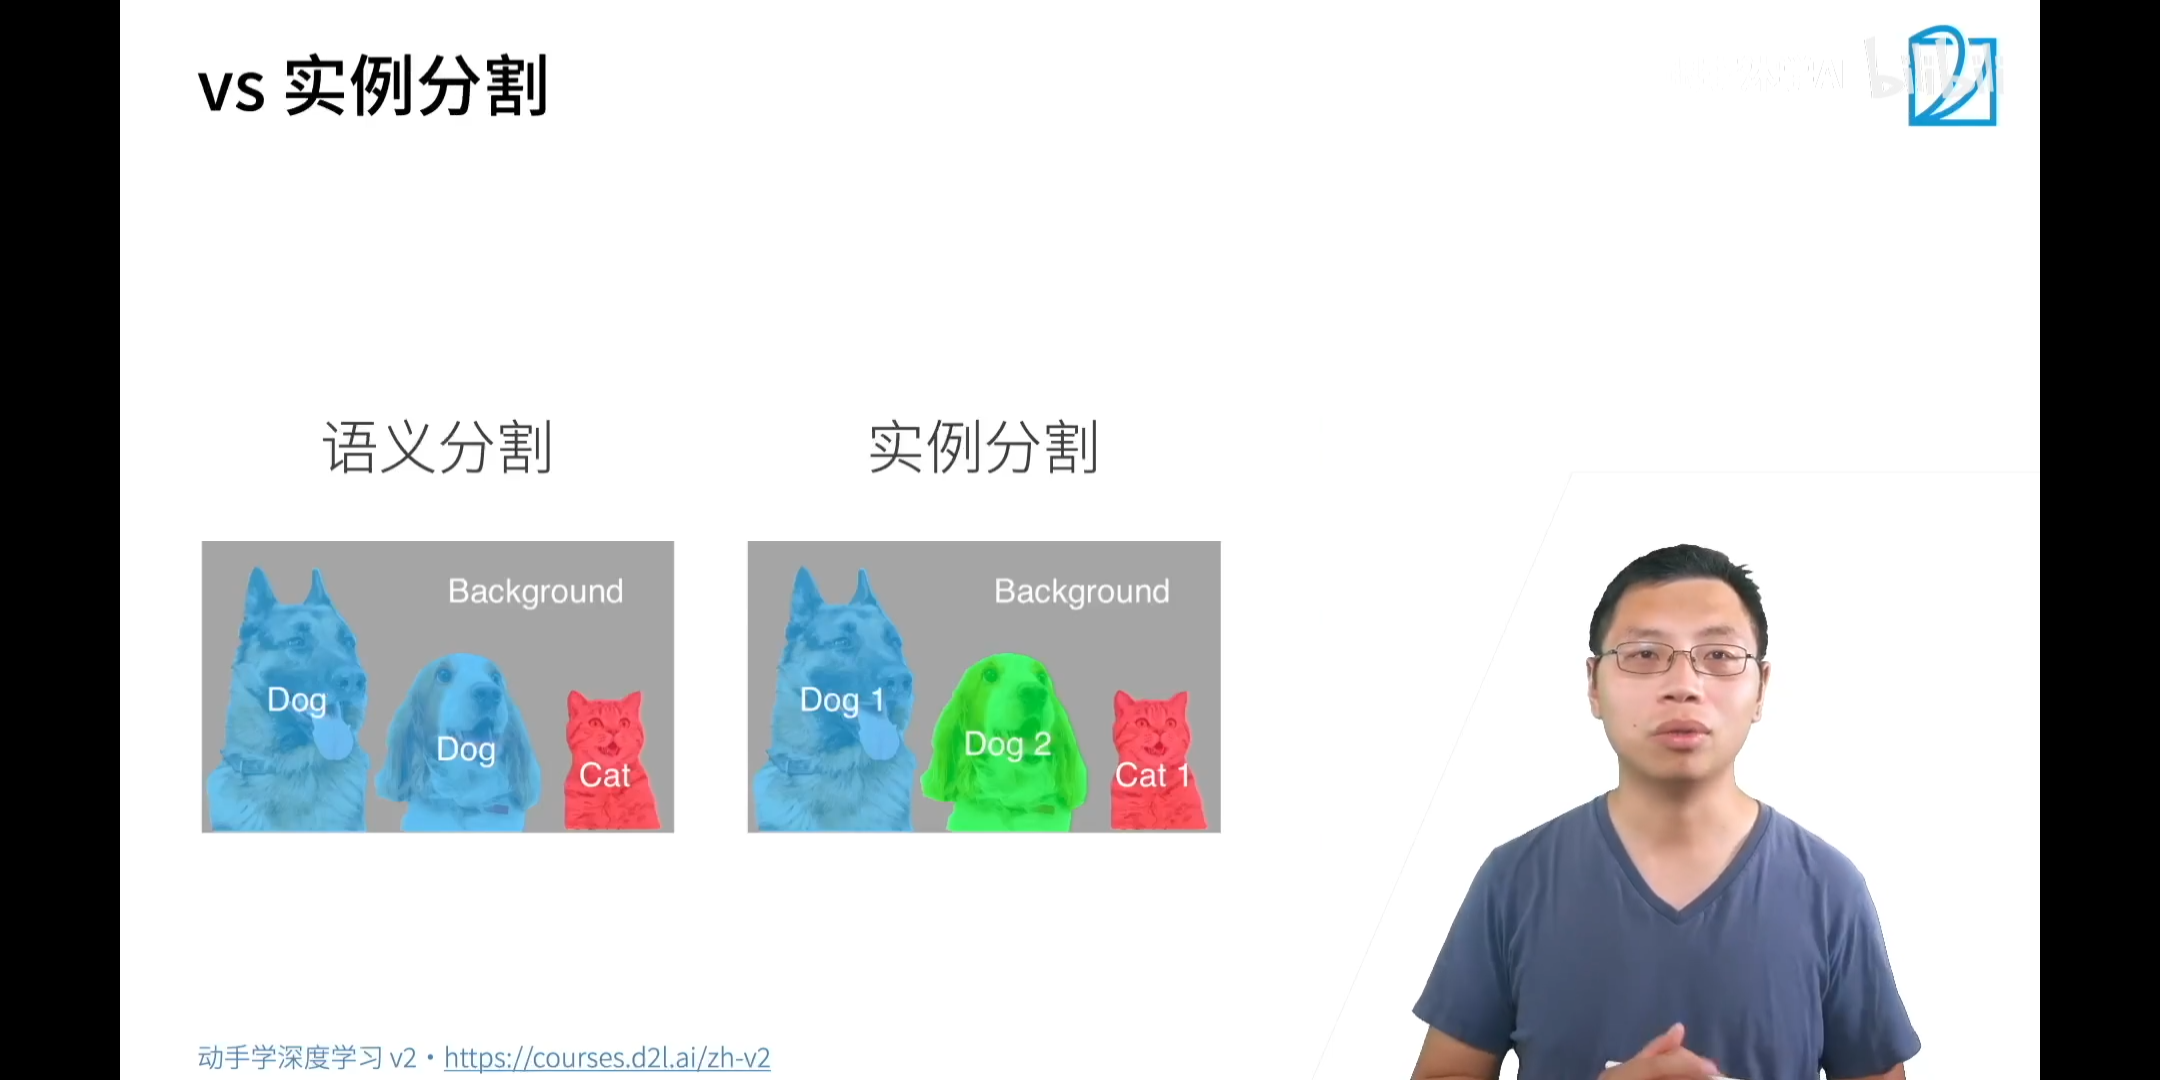 vs 实例分割
bilibili
语义分割
实例分割
Background
Dog
Dog
Cat
Background
Dog 1
Dog 2
Cat 1
动手学深度学习 v2 · https://courses.d2l.ai/zh-v2